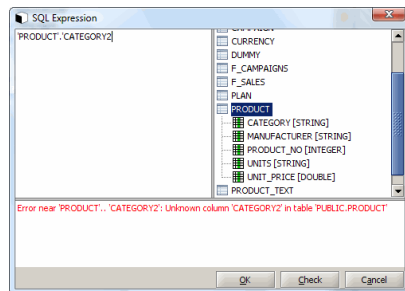 SQL Expression
'PRODUCT'.'CATEGORY2
CURRENCY
DUMMY
F_CAMPAIGNS
F_SALES
PLAN
PRODUCT
CATEGORY [STRING]
MANUFACTURER [STRING]
PRODUCT_NO [INTEGER]
UNITS [STRING]
UNIT_PRICE [DOUBLE]
PRODUCT_TEXT
Error near 'PRODUCT'.. 'CATEGORY2': Unknown column 'CATEGORY2' in table 'PUBLIC.PRODUCT'
OK Check Cancel